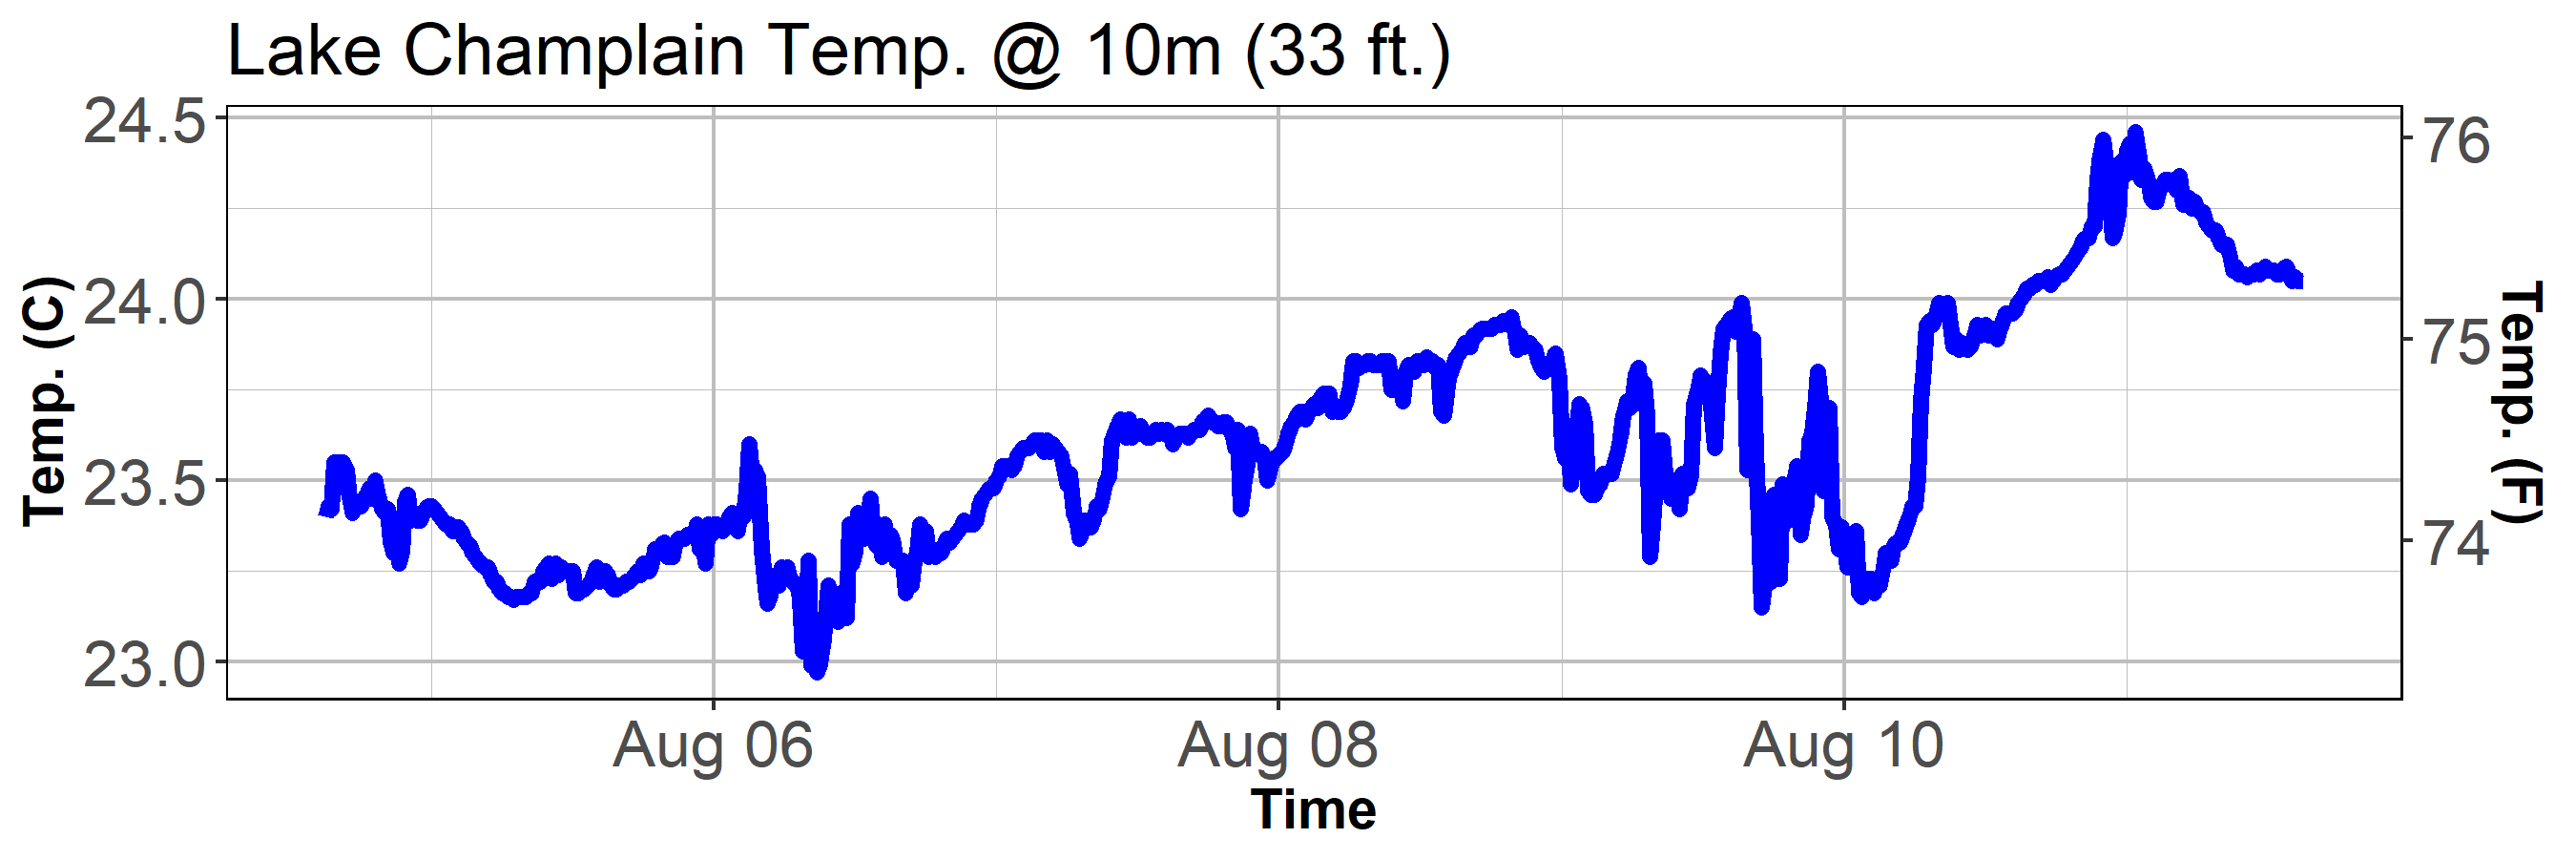 Lake Champlain Temp. @ 10m (33 ft.)
24.5
24.0
23.5
23.0
Temp. (C)
76
75
74
Temp. (F)
Aug 06
Aug 08
Aug 10
Time